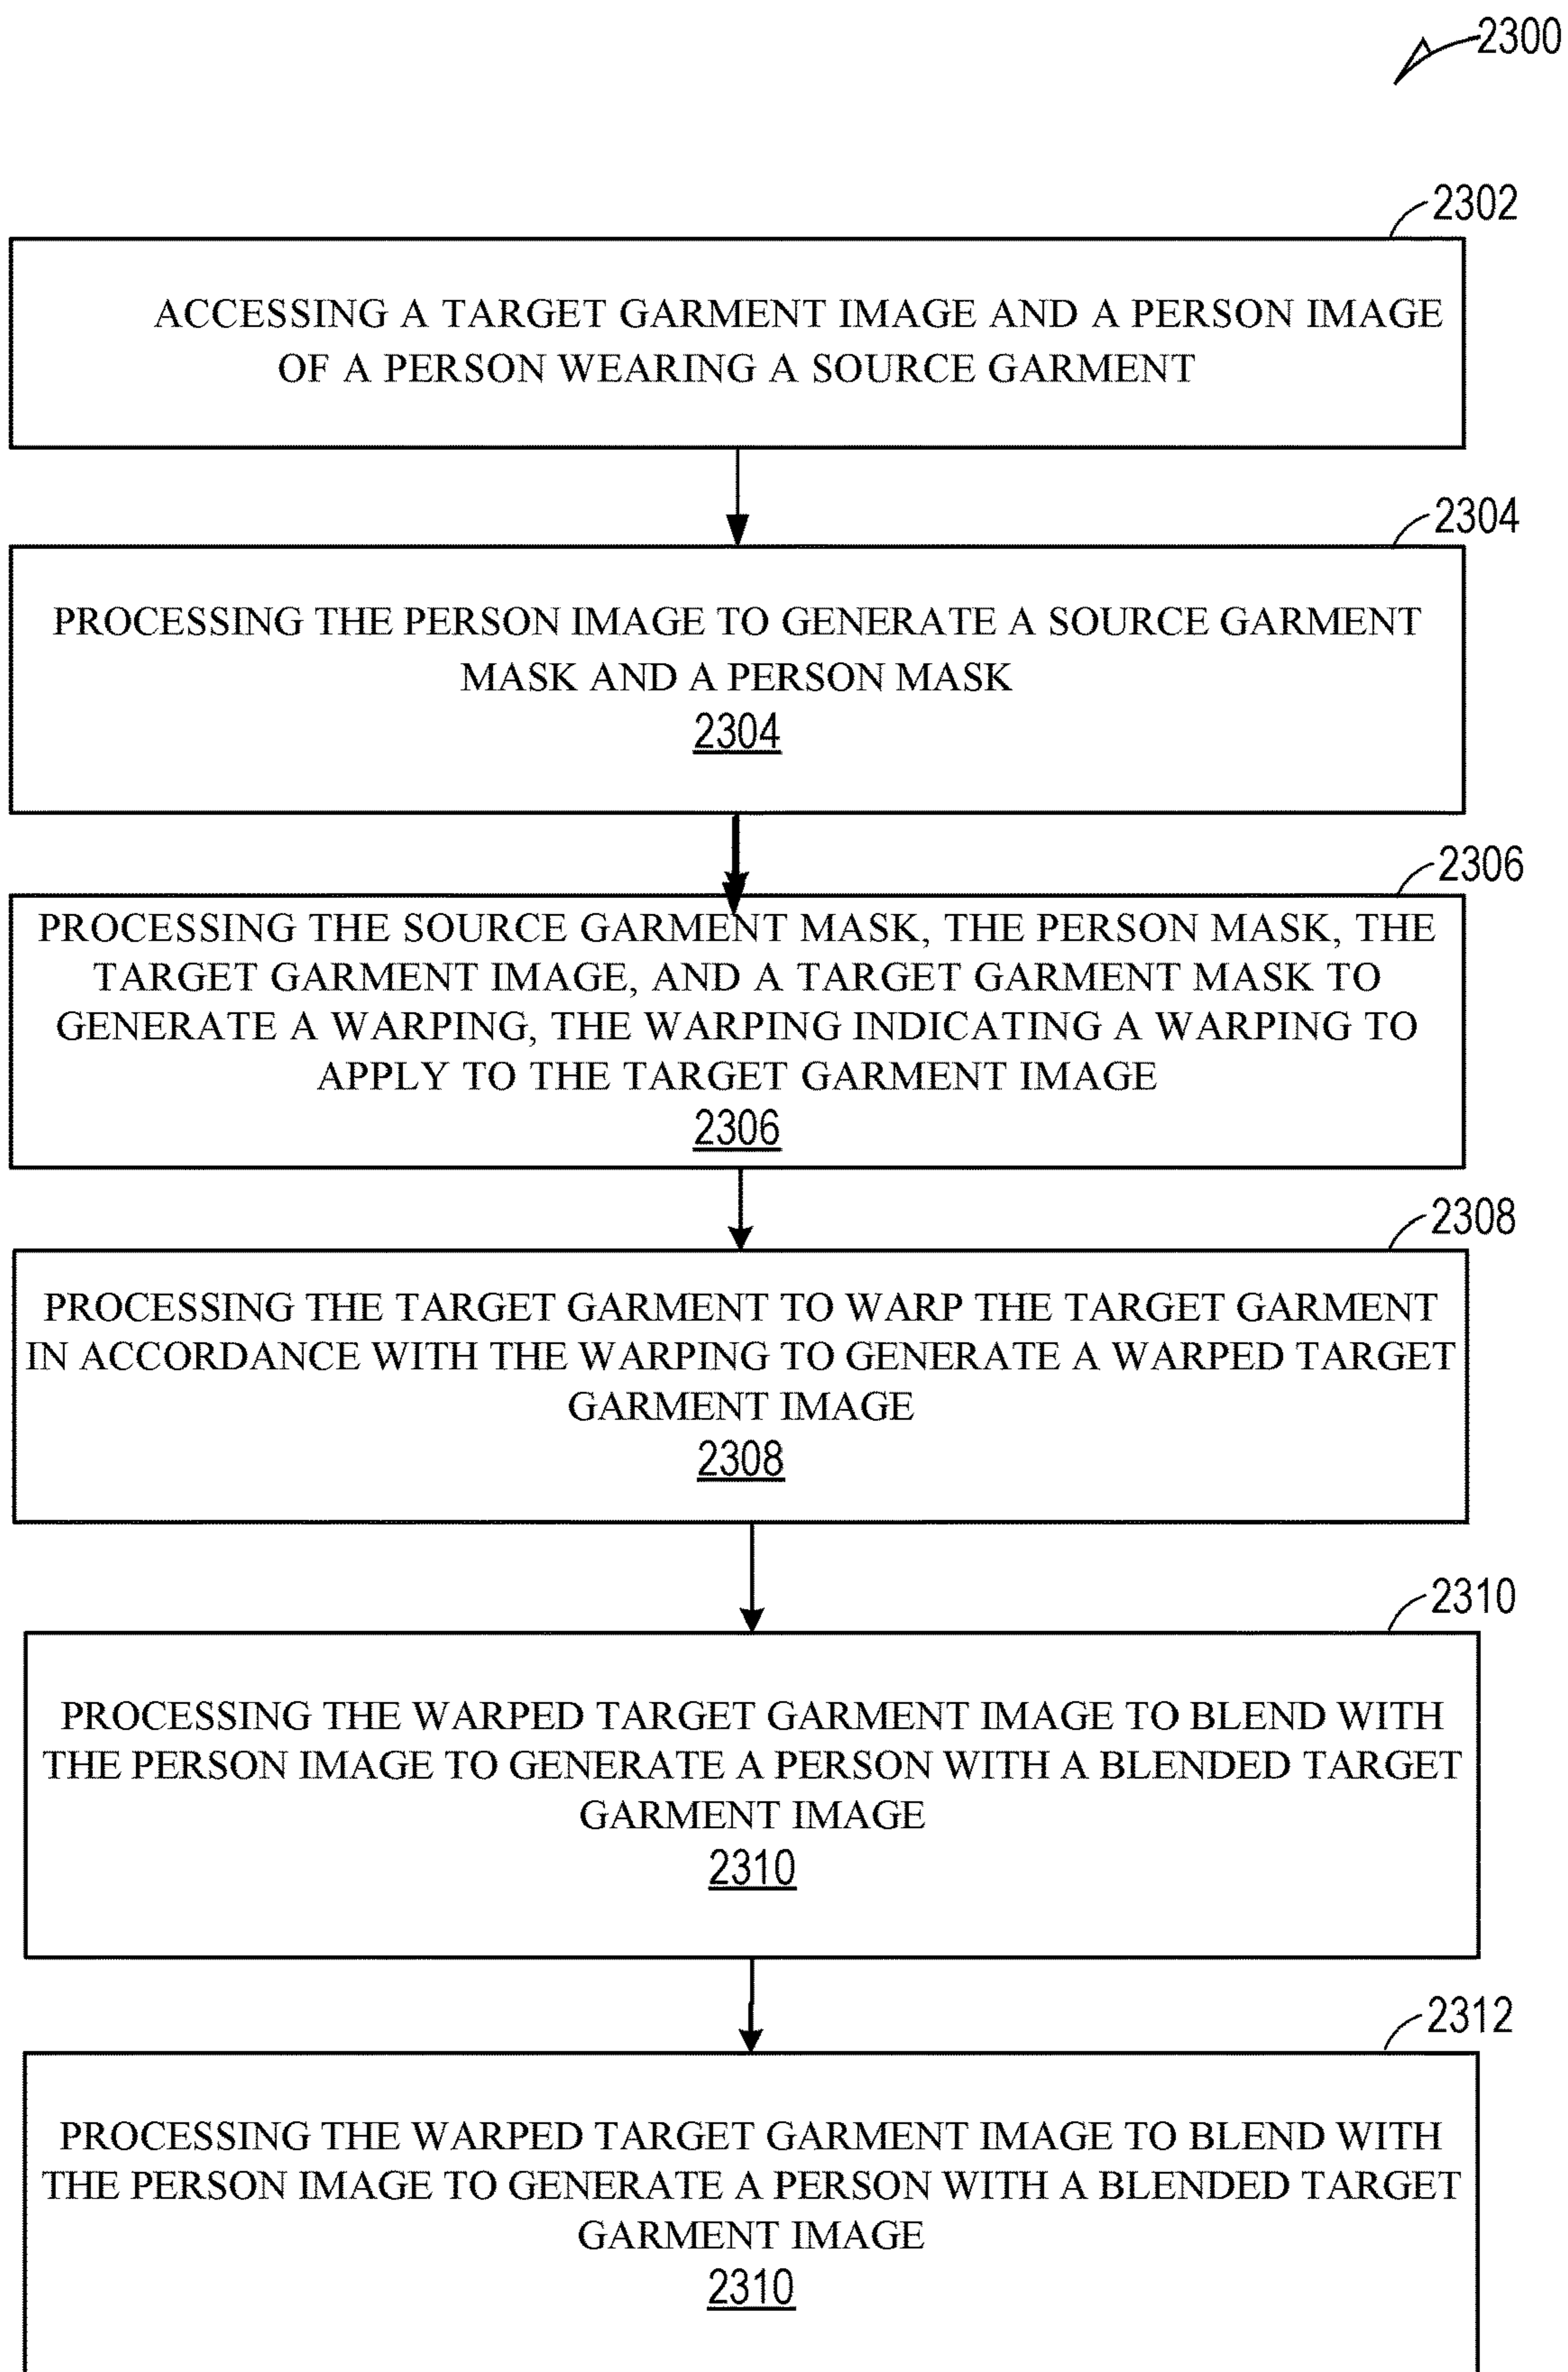 2300
2302
ACCESSING A TARGET GARMENT IMAGE AND A PERSON IMAGE
OF A PERSON WEARING A SOURCE GARMENT
2304
PROCESSING THE PERSON IMAGE TO GENERATE A SOURCE GARMENT
MASK AND A PERSON MASK
2304
2306
PROCESSING THE SOURCE GARMENT MASK, THE PERSON MASK, THE
TARGET GARMENT IMAGE, AND A TARGET GARMENT MASK TO
GENERATE A WARPING, THE WARPING INDICATING A WARPING TO
APPLY TO THE TARGET GARMENT IMAGE
2306
2308
PROCESSING THE TARGET GARMENT TO WARP THE TARGET GARMENT
IN ACCORDANCE WITH THE WARPING TO GENERATE A WARPED TARGET
GARMENT IMAGE
2308
2310
PROCESSING THE WARPED TARGET GARMENT IMAGE TO BLEND WITH
THE PERSON IMAGE TO GENERATE A PERSON WITH A BLENDED TARGET
GARMENT IMAGE
2310
2312
PROCESSING THE WARPED TARGET GARMENT IMAGE TO BLEND WITH
THE PERSON IMAGE TO GENERATE A PERSON WITH A BLENDED TARGET
GARMENT IMAGE
2310